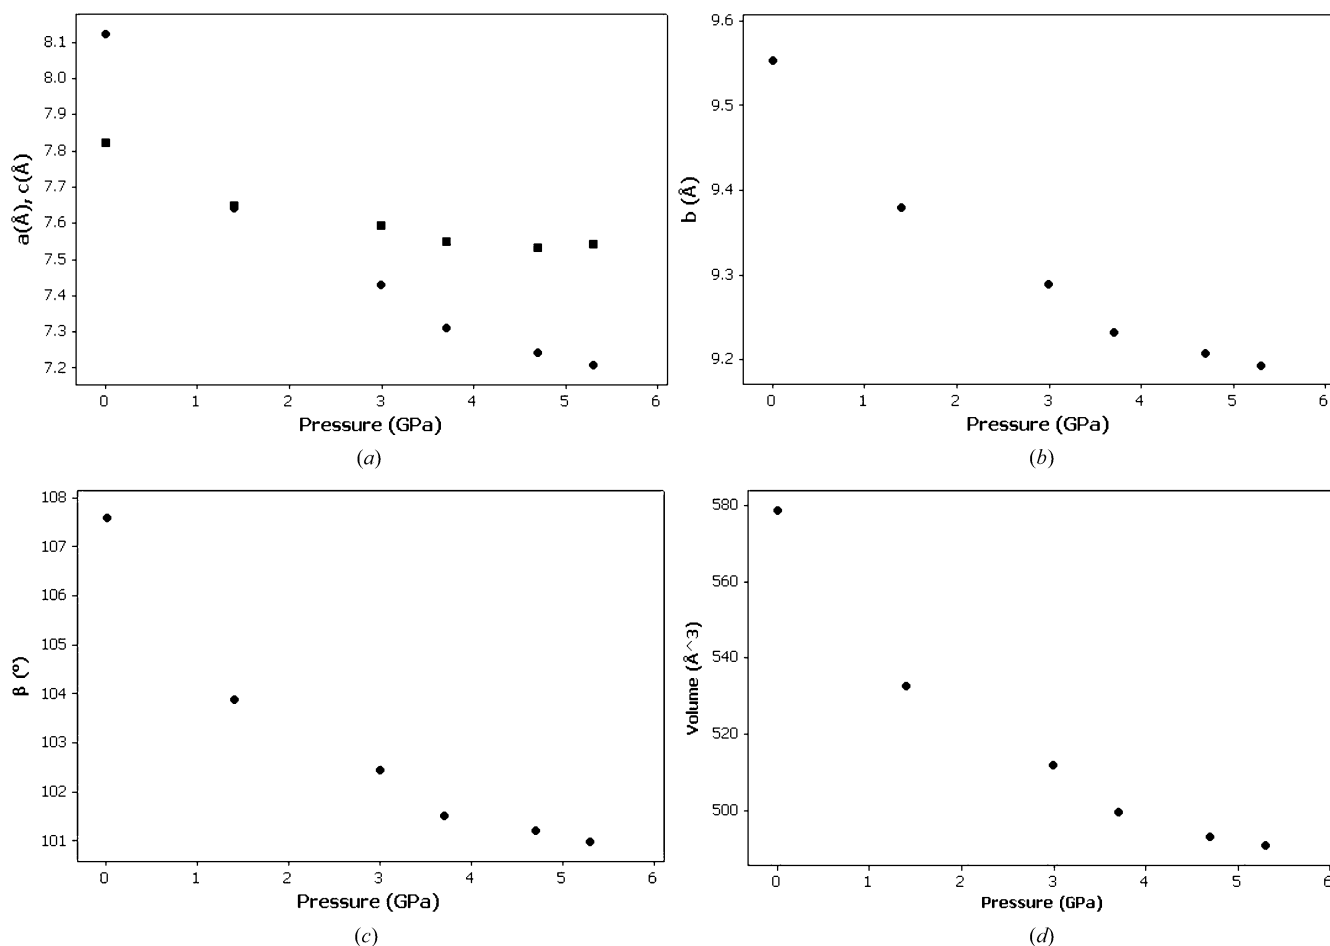 8.1
8.0
7.9
7.8
7.7
7.6
7.5
7.4
7.3
7.2
a(Å), c(Å)
0 1 2 3 4 5 6
Pressure (GPa)
(a)
9.6
9.5
9.4
9.3
9.2
b (Å)
0 1 2 3 4 5 6
Pressure (GPa)
(b)
108
107
106
105
104
103
102
101
β (º)
0 1 2 3 4 5 6
Pressure (GPa)
(c)
580
560
540
520
500
Volume (Å^3)
0 1 2 3 4 5 6
Pressure (GPa)
(d)